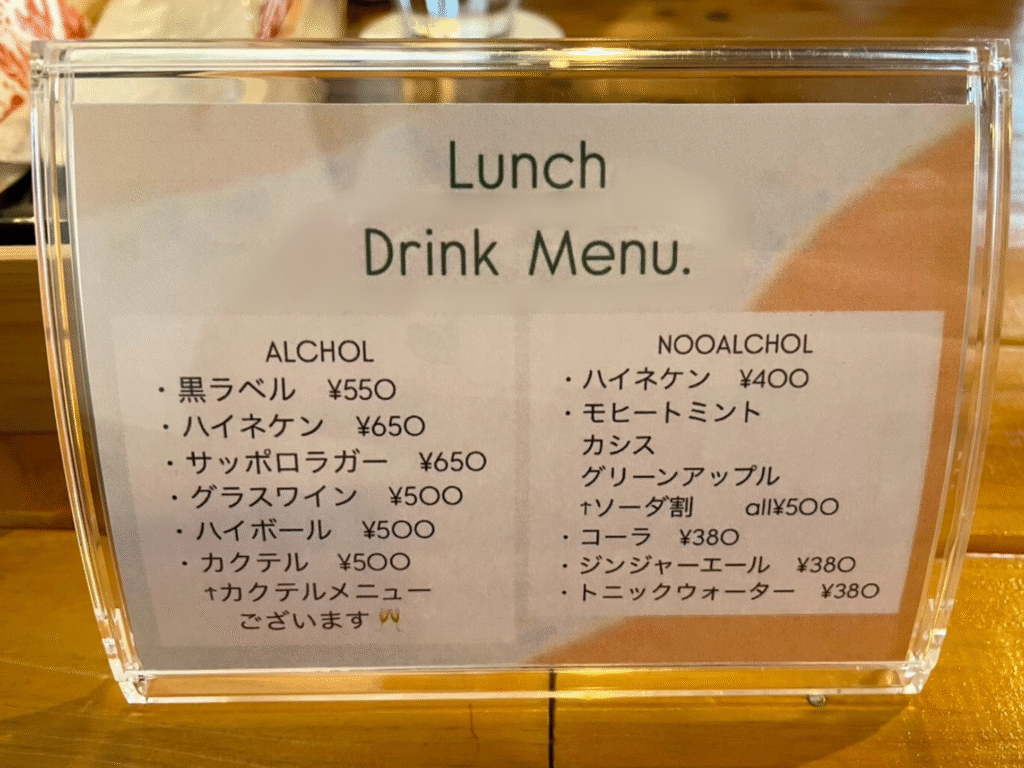 Lunch
Drink Menu.
ALCHOL
・黒ラベル ¥550
・ハイネケン ¥650
・サッポロラガー ¥650
・グラスワイン ¥500
・ハイボール ¥500
・カクテル ¥500
↑カクテルメニュー
ございます🥂
NOOALCHOL
・ハイネケン ¥400
・モヒートミント
カシス
グリーンアップル
↑ソーダ割 all¥500
・コーラ ¥380
・ジンジャーエール ¥380
・トニックウォーター ¥380